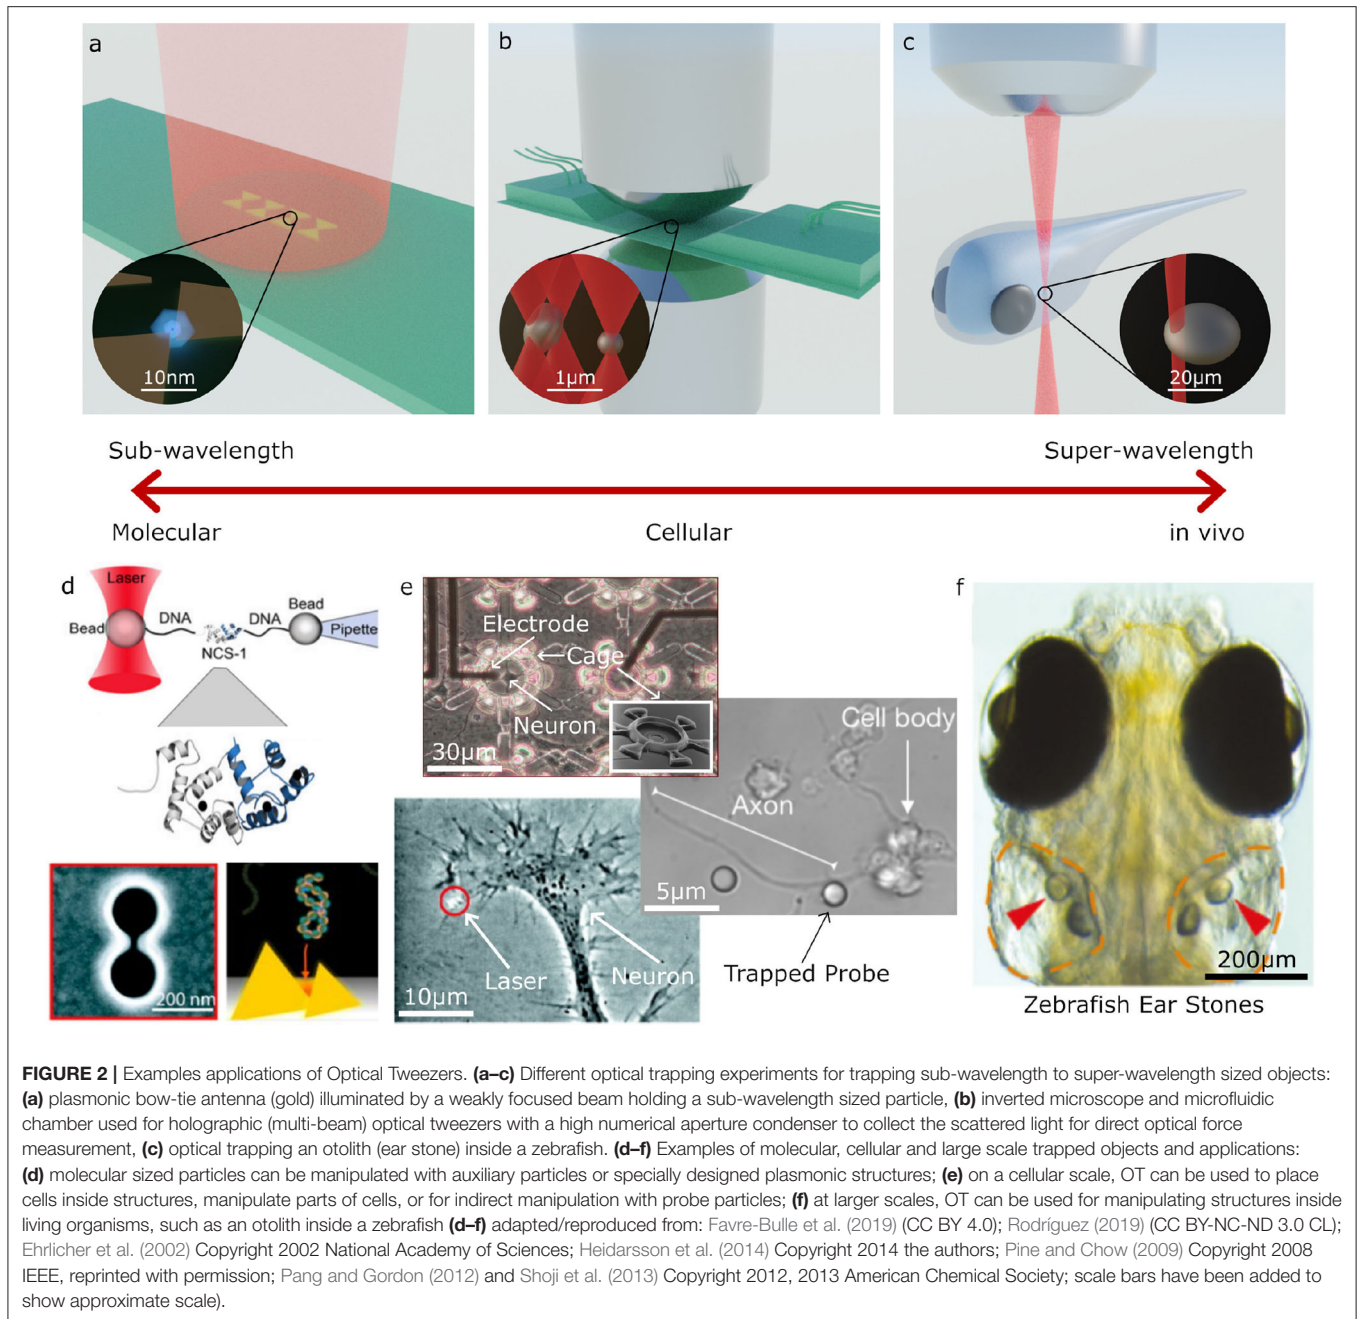 a
b
c
10nm
1µm
20µm
Sub-wavelength
Super-wavelength
Molecular
Cellular
in vivo
d
Laser
Bead
DNA
NCS-1
DNA
Bead
Pipette
200 nm
e
Electrode
Cage
Neuron
30µm
Cell body
Axon
5µm
Trapped Probe
Laser
Neuron
10µm
f
200µm
Zebrafish Ear Stones
FIGURE 2 | Examples applications of Optical Tweezers. (a–c) Different optical trapping experiments for trapping sub-wavelength to super-wavelength sized objects:
(a) plasmonic bow-tie antenna (gold) illuminated by a weakly focused beam holding a sub-wavelength sized particle, (b) inverted microscope and microfluidic
chamber used for holographic (multi-beam) optical tweezers with a high numerical aperture condenser to collect the scattered light for direct optical force
measurement, (c) optical trapping an otolith (ear stone) inside a zebrafish. (d–f) Examples of molecular, cellular and large scale trapped objects and applications:
(d) molecular sized particles can be manipulated with auxiliary particles or specially designed plasmonic structures; (e) on a cellular scale, OT can be used to place
cells inside structures, manipulate parts of cells, or for indirect manipulation with probe particles; (f) at larger scales, OT can be used for manipulating structures inside
living organisms, such as an otolith inside a zebrafish (d–f) adapted/reproduced from: Favre-Bulle et al. (2019) (CC BY 4.0); Rodríguez (2019) (CC BY-NC-ND 3.0 CL);
Ehrlicher et al. (2002) Copyright 2002 National Academy of Sciences; Heidarsson et al. (2014) Copyright 2014 the authors; Pine and Chow (2009) Copyright 2008
IEEE, reprinted with permission; Pang and Gordon (2012) and Shoji et al. (2013) Copyright 2012, 2013 American Chemical Society; scale bars have been added to
show approximate scale).